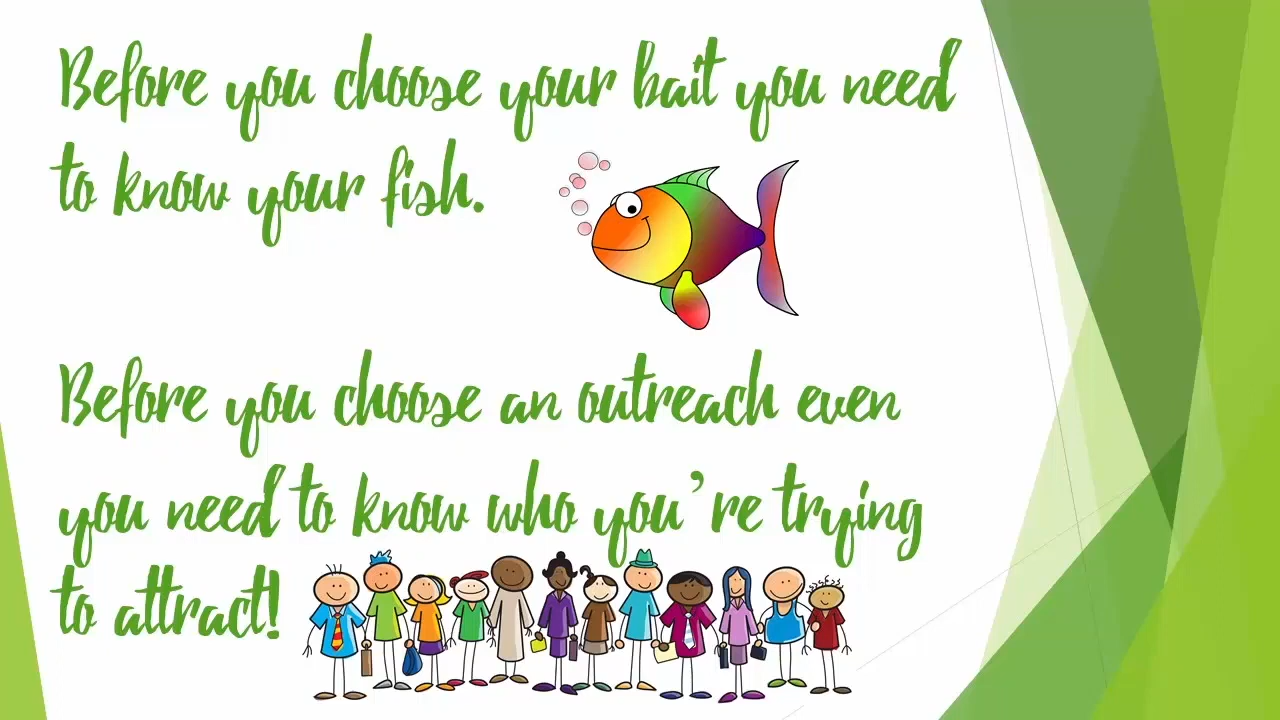 Before you choose your bait you need
to know your fish.
Before you choose an outreach even
you need to know who you're trying
to attract!